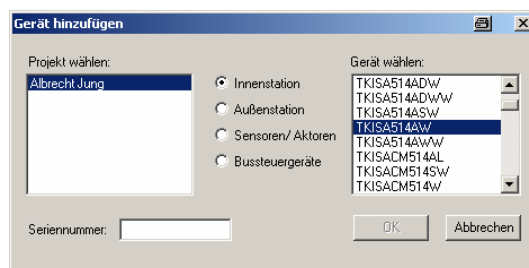 Gerät hinzufügen
Projekt wählen:
Albrecht Jung
Innenstation
Außenstation
Sensoren/ Aktoren
Bussteuergeräte
Gerät wählen:
TKISA514ADW
TKISA514ADWW
TKISA514ASW
TKISA514AW
TKISA514AWW
TKISACM514AL
TKISACM514SW
TKISACM514W
Seriennummer:
OK
Abbrechen